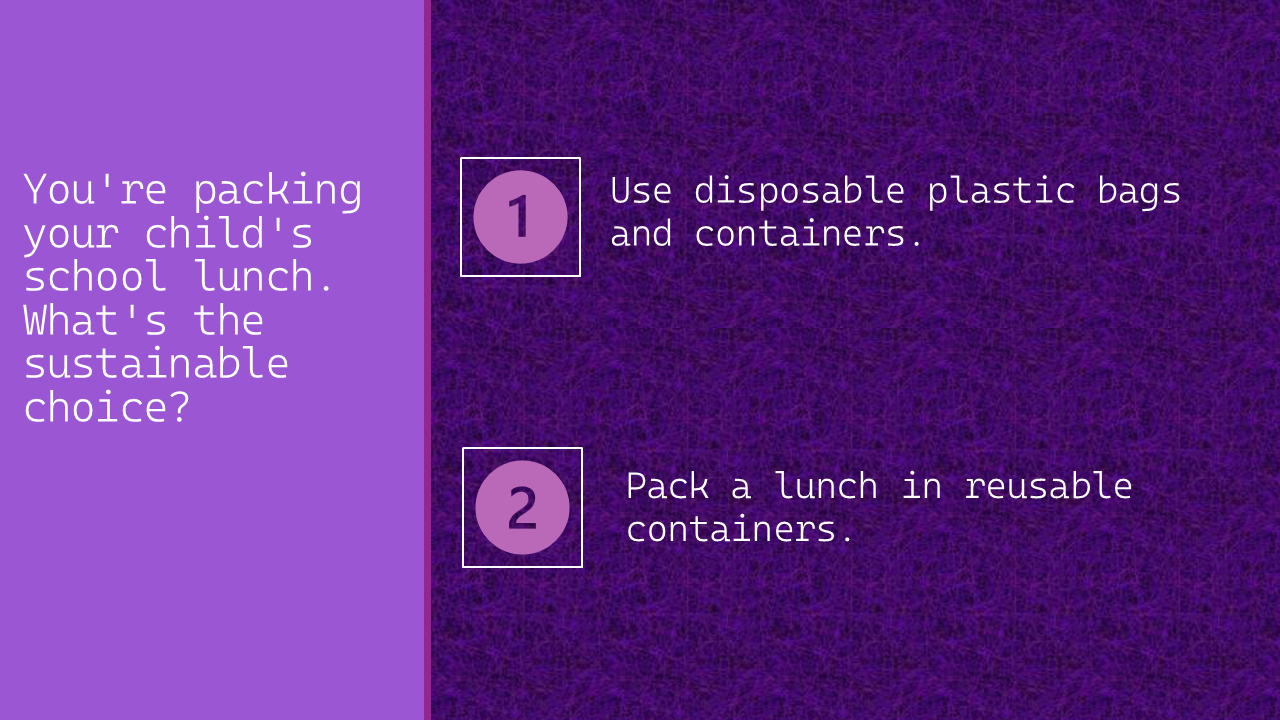 You're packing
your child's
school lunch.
What's the
sustainable
choice?
1
Use disposable plastic bags
and containers.
2
Pack a lunch in reusable
containers.